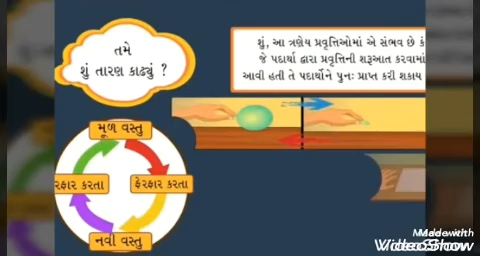 તમે
શું તારણ કાઢ્યું ?
શું, આ ત્રણેય પ્રવૃત્તિઓમાં એ સંભવ છે કે
જે પદાર્થો દ્વારા પ્રવૃત્તિની શરૂઆત કરવામાં
આવી હતી તે પદાર્થોને પુનઃ પ્રાપ્ત કરી શકાય
મૂળ વસ્તુ
રફાર કરતા
ફેરફાર કરતા
નવી વસ્તુ
Made with
VideoShow